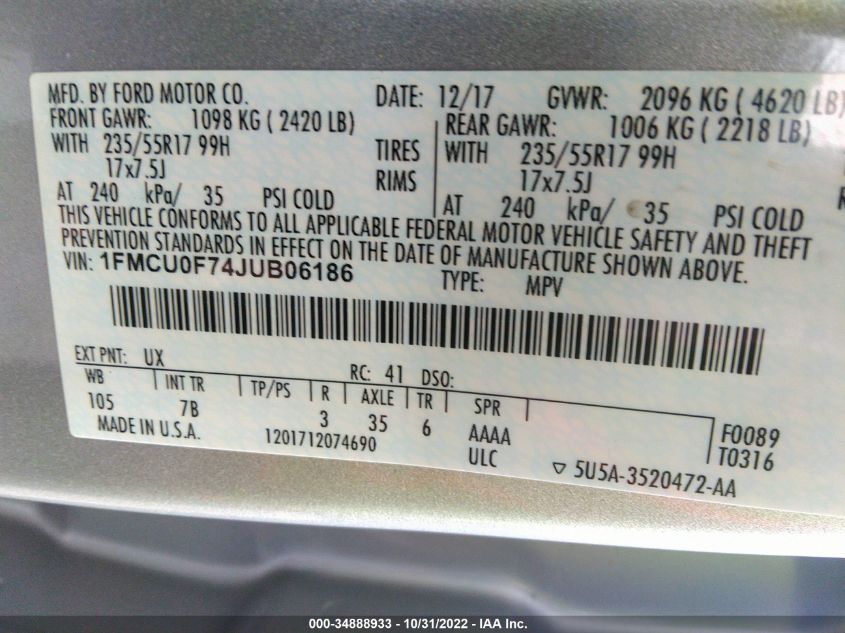 MFD. BY FORD MOTOR CO. DATE: 12/17 GVWR: 2096 KG ( 4620 LB)
FRONT GAWR: 1098 KG ( 2420 LB) REAR GAWR: 1006 KG ( 2218 LB)
WITH 235/55R17 99H TIRES WITH 235/55R17 99H
17x7.5J RIMS 17x7.5J
AT 240 kPa/ 35 PSI COLD AT 240 kPa/ 35 PSI COLD
THIS VEHICLE CONFORMS TO ALL APPLICABLE FEDERAL MOTOR VEHICLE SAFETY AND THEFT
PREVENTION STANDARDS IN EFFECT ON THE DATE OF MANUFACTURE SHOWN ABOVE.
VIN: 1FMCU0F74JUB06186 TYPE: MPV
EXT PNT: UX RC: 41 DSO:
WB INT TR TP/PS R AXLE TR SPR
105 7B 3 35 6 AAAA F0089
MADE IN U.S.A. 1201712074690 ULC T0316
5U5A-3520472-AA
000-34888933 - 10/31/2022 - IAA Inc.